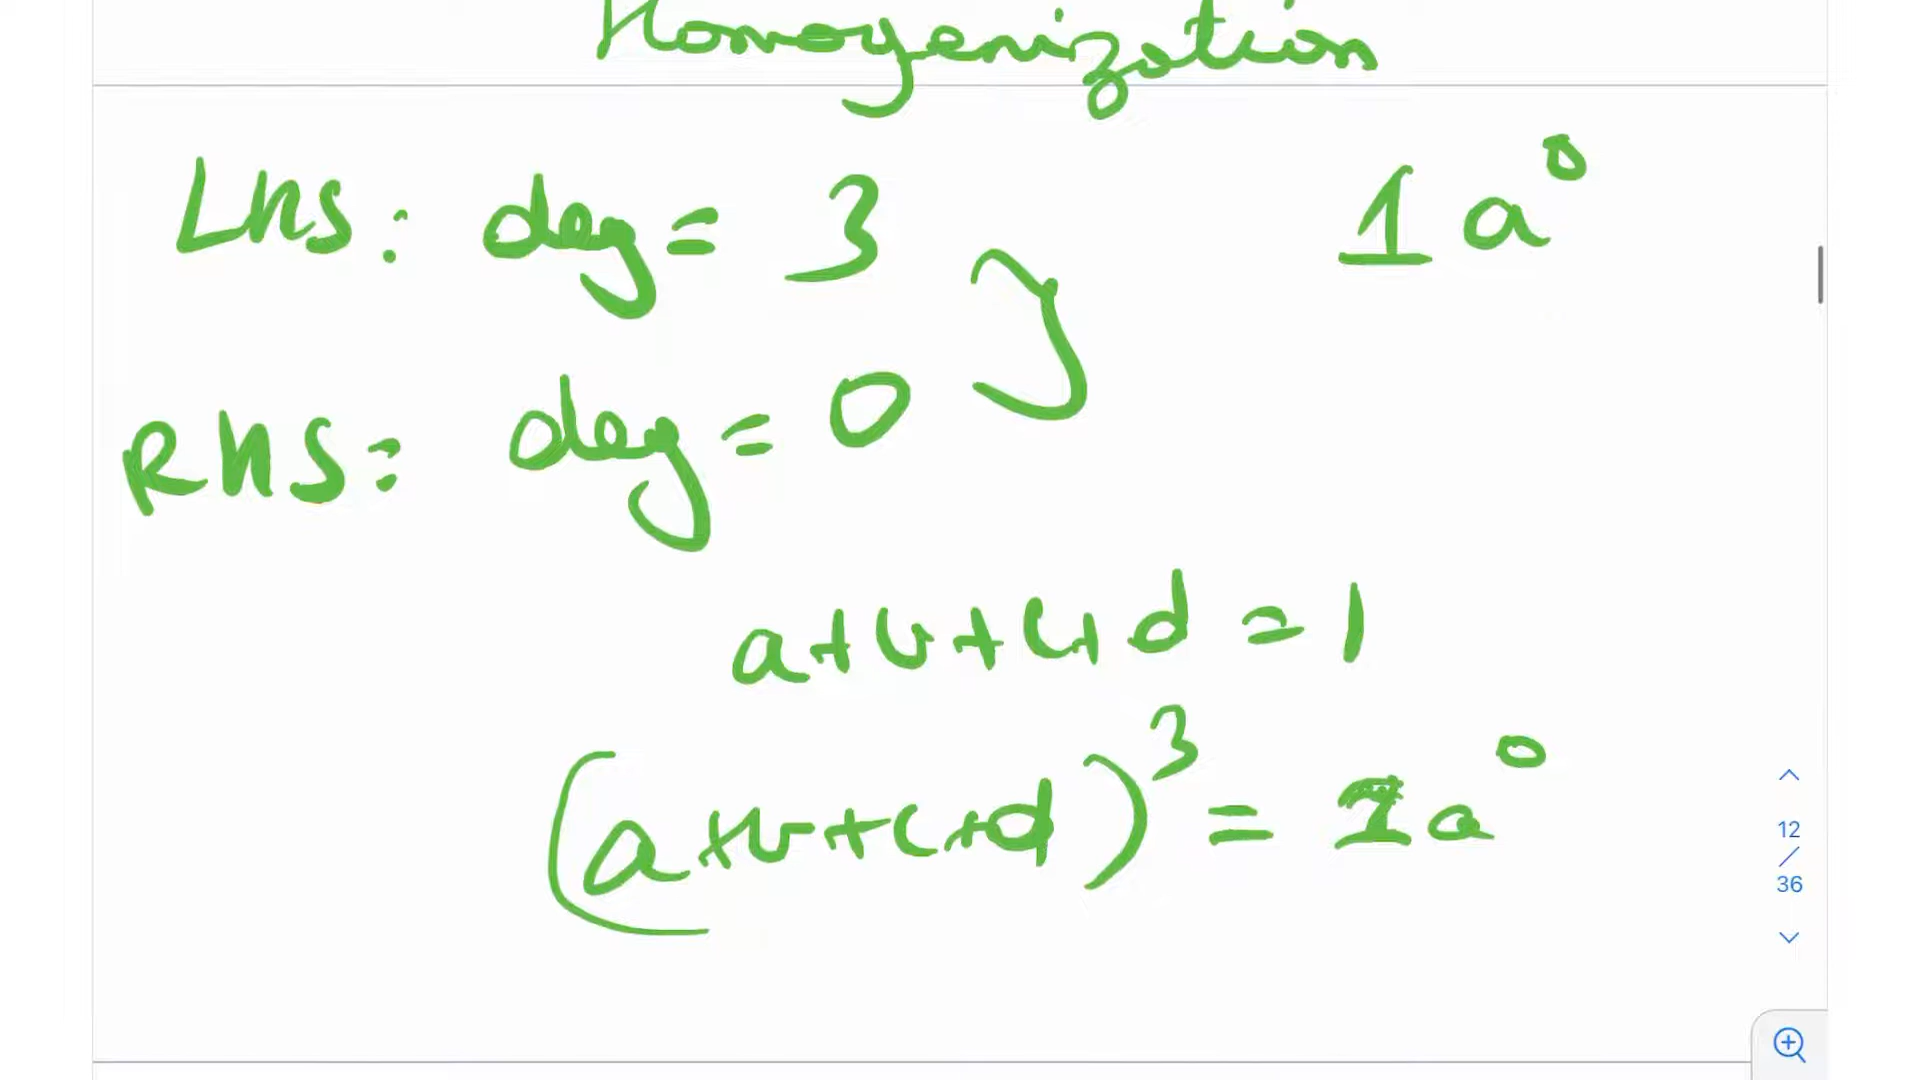 Homogenization
LHS: deg = 3
1a⁰
RHS: deg = 0
a+b+c+d = 1
(a+b+c+d)³ = 1a⁰
12
/
36